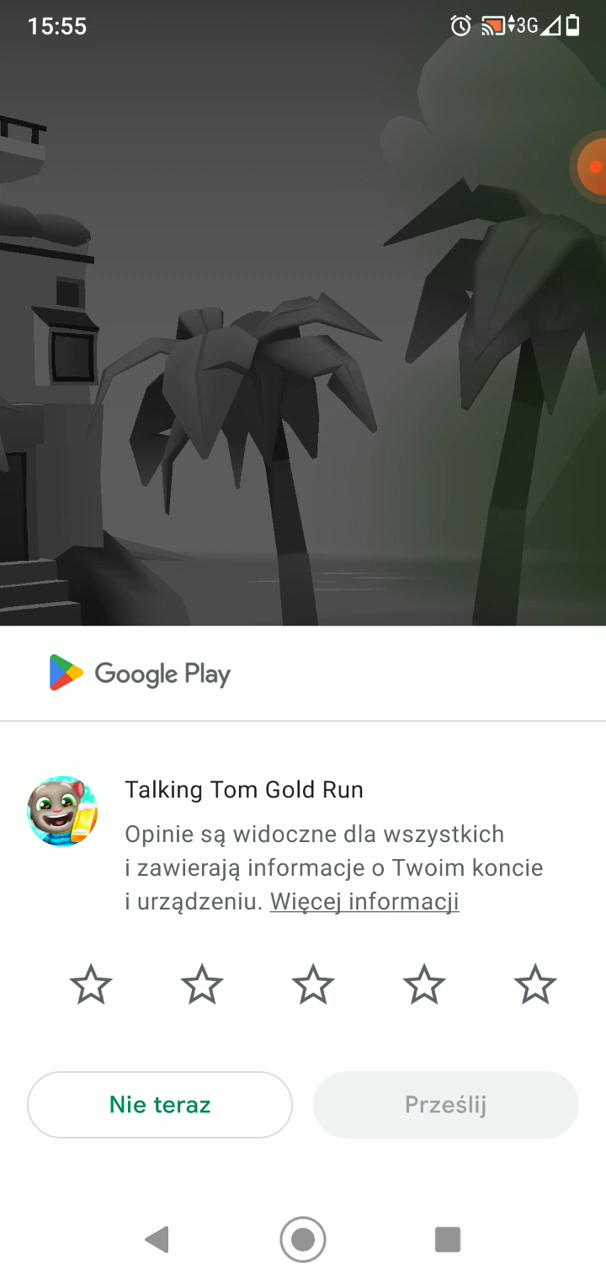 15:55
3G
Google Play
Talking Tom Gold Run
Opinie są widoczne dla wszystkich
i zawierają informacje o Twoim koncie
i urządzeniu. Więcej informacji
Nie teraz
Prześlij